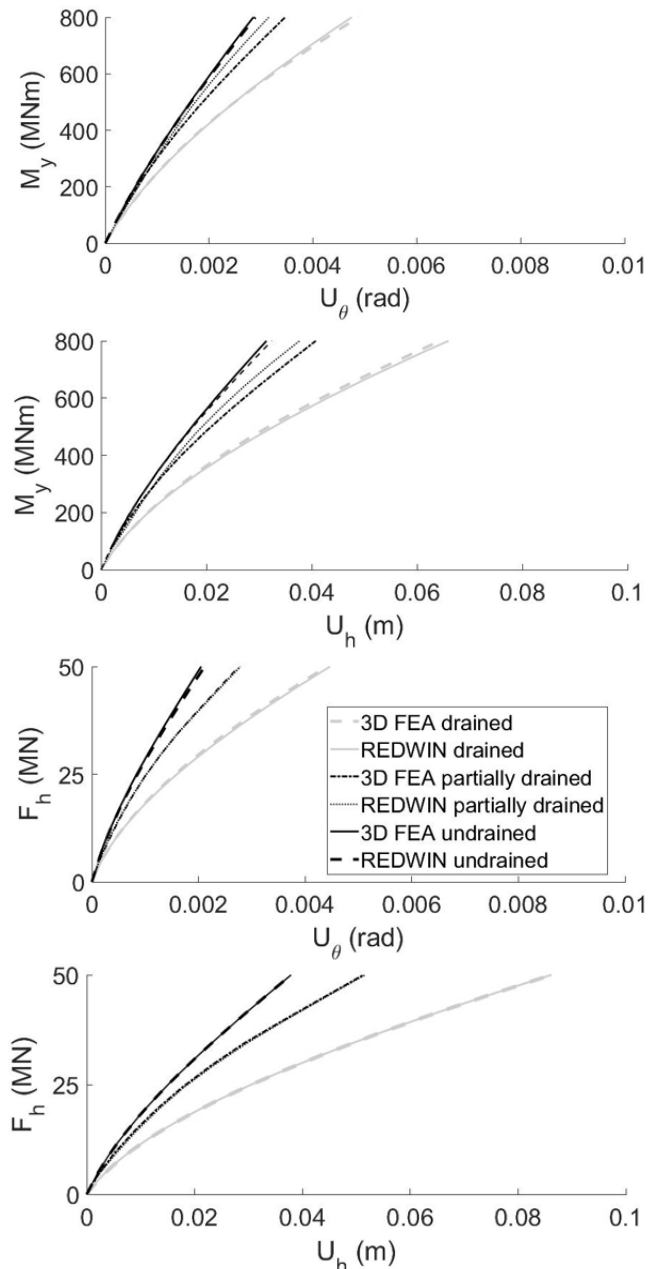 800
600
400
200
0
M_y (MNm)
0 0.002 0.004 0.006 0.008 0.01
U_θ (rad)
800
600
400
200
0
M_y (MNm)
0 0.02 0.04 0.06 0.08 0.1
U_h (m)
50
25
0
F_h (MN)
3D FEA drained
REDWIN drained
3D FEA partially drained
REDWIN partially drained
3D FEA undrained
REDWIN undrained
0 0.002 0.004 0.006 0.008 0.01
U_θ (rad)
50
25
0
F_h (MN)
0 0.02 0.04 0.06 0.08 0.1
U_h (m)